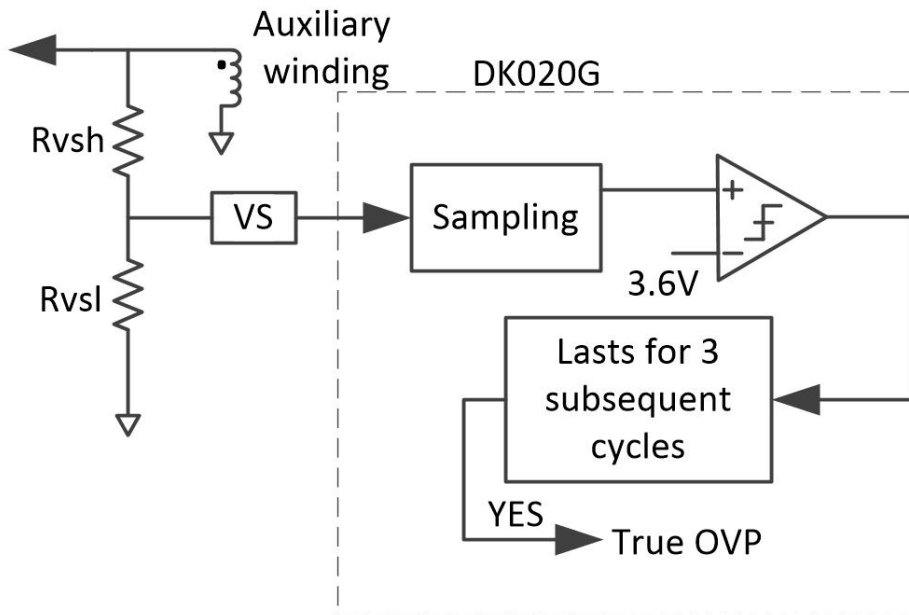 Auxiliary
winding
DK020G
Rvsh
VS
Sampling
+
−
3.6V
Rvsl
Lasts for 3
subsequent
cycles
YES
True OVP